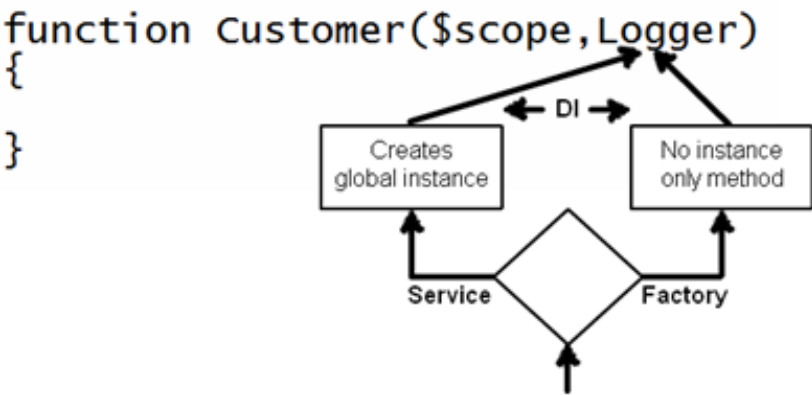 function Customer($scope,Logger)
{
}
DI
Creates
global instance
No instance
only method
Service
Factory